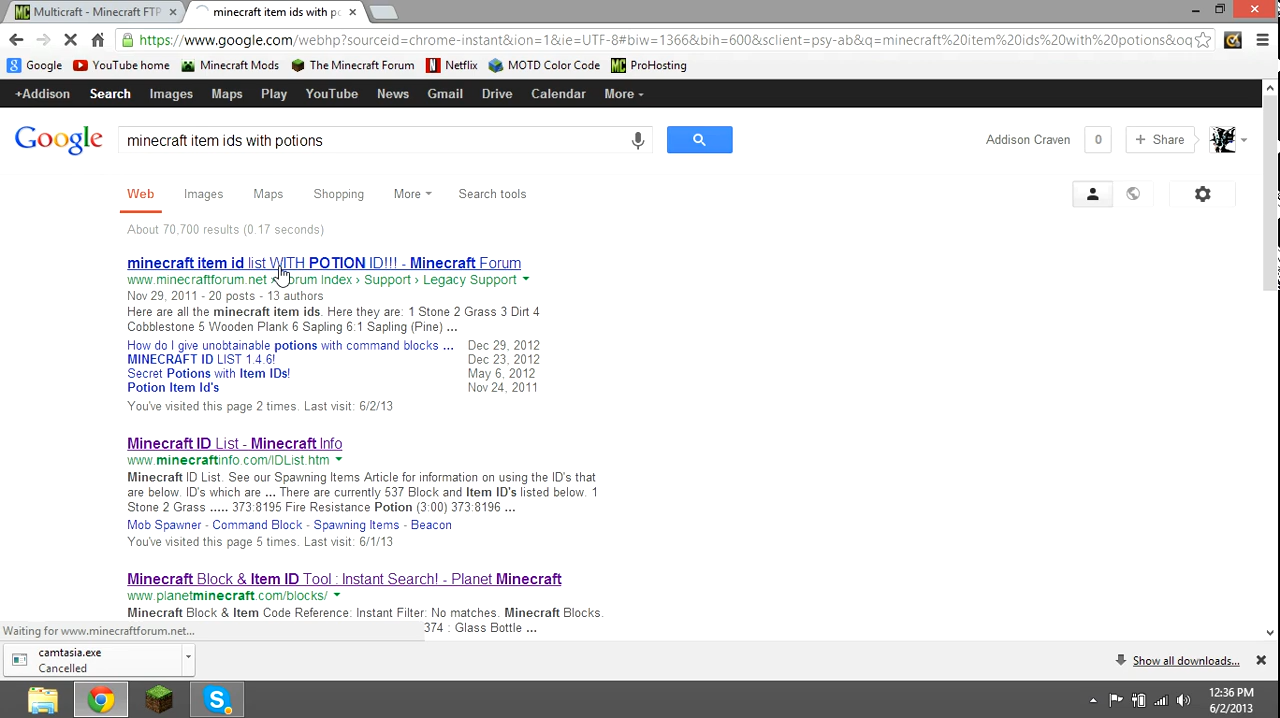 Multicraft - Minecraft FTP
minecraft item ids with po
https://www.google.com/webhp?sourceid=chrome-instant&ion=1&ie=UTF-8#biw=1366&bih=600&sclient=psy-ab&q=minecraft%20item%20ids%20with%20potions&oq
Google YouTube home Minecraft Mods The Minecraft Forum Netflix MOTD Color Code ProHosting
+Addison Search Images Maps Play YouTube News Gmail Drive Calendar More
Google
minecraft item ids with potions
Addison Craven 0 + Share
Web Images Maps Shopping More Search tools
About 70,700 results (0.17 seconds)
minecraft item id list WITH POTION ID!!! - Minecraft Forum
www.minecraftforum.net › Forum Index › Support › Legacy Support
Nov 29, 2011 - 20 posts - 13 authors
Here are all the minecraft item ids. Here they are: 1 Stone 2 Grass 3 Dirt 4
Cobblestone 5 Wooden Plank 6 Sapling 6:1 Sapling (Pine) ...
How do I give unobtainable potions with command blocks ... Dec 29, 2012
MINECRAFT ID LIST 1.4.6! Dec 23, 2012
Secret Potions with Item IDs! May 6, 2012
Potion Item Id's Nov 24, 2011
You've visited this page 2 times. Last visit: 6/2/13
Minecraft ID List - Minecraft Info
www.minecraftinfo.com/IDList.htm
Minecraft ID List. See our Spawning Items Article for information on using the ID's that
are below. ID's which are ... There are currently 537 Block and Item ID's listed below. 1
Stone 2 Grass ..... 373:8195 Fire Resistance Potion (3:00) 373:8196 ...
Mob Spawner - Command Block - Spawning Items - Beacon
You've visited this page 5 times. Last visit: 6/1/13
Minecraft Block & Item ID Tool : Instant Search! - Planet Minecraft
www.planetminecraft.com/blocks/
Minecraft Block & Item Code Reference: Instant Filter: No matches. Minecraft Blocks.
374 : Glass Bottle ...
Waiting for www.minecraftforum.net...
camtasia.exe
Cancelled
Show all downloads...
12:36 PM
6/2/2013